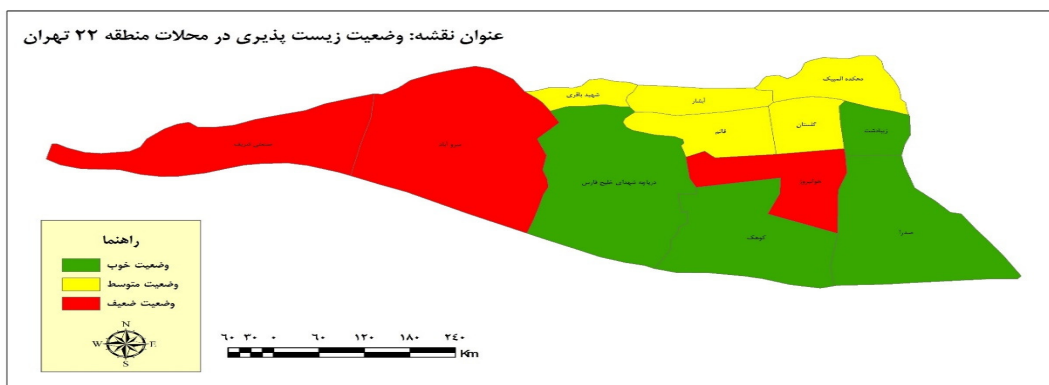 عنوان نقشه: وضعیت زیست پذیری در محلات منطقه ۲۲ تهران
دهکده المپیک
شهید باقری
آبشار
گلستان
قائم
زیبادشت
دریاچه شهدای خلیج فارس
کوهک
صدرا
راهنما
وضعیت خوب
وضعیت متوسط
وضعیت ضعیف
N
W E
S
۶۰ ۳۰ ۰ ۶۰ ۱۲۰ ۱۸۰ ۲٤۰
Km